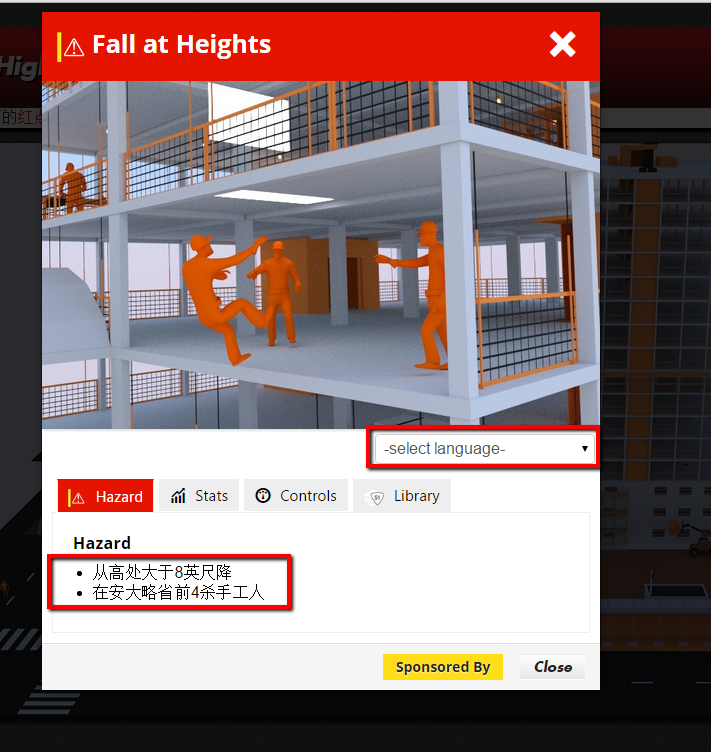 Fall at Heights
的红点
-select language-
Hazard
Stats
Controls
Library
Hazard
从高处大于8英尺降
在安大略省前4杀手工人
Sponsored By
Close